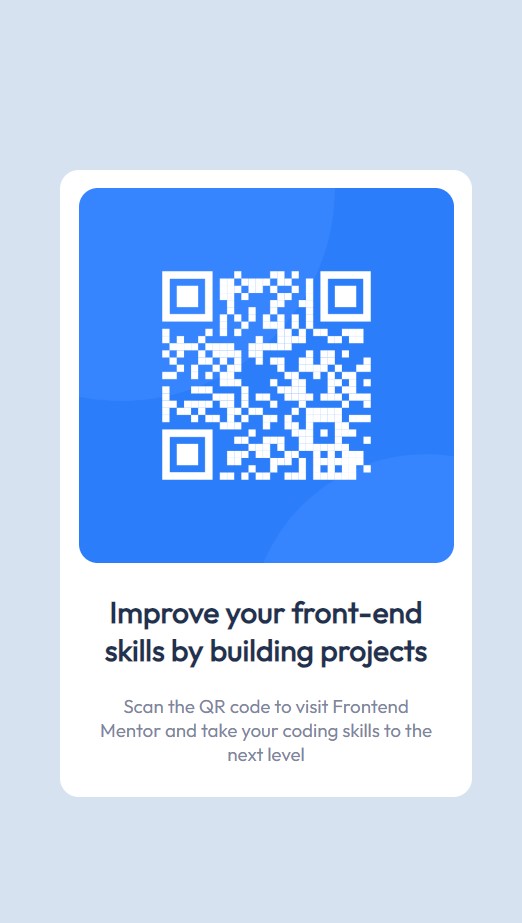 Improve your front-end
skills by building projects
Scan the QR code to visit Frontend
Mentor and take your coding skills to the
next level